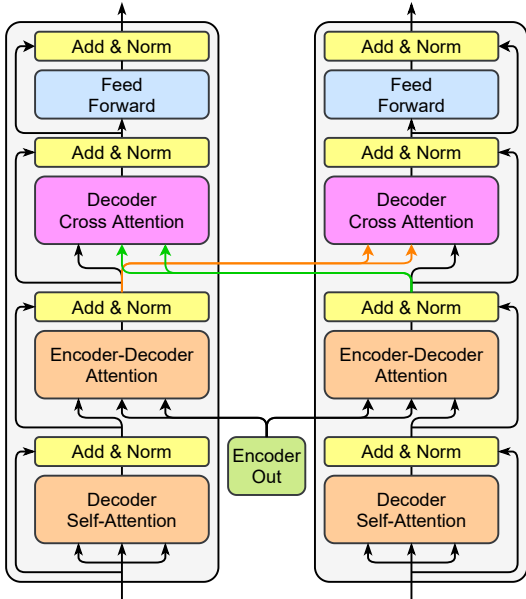 Add & Norm
Feed
Forward
Add & Norm
Decoder
Cross Attention
Add & Norm
Encoder-Decoder
Attention
Add & Norm
Decoder
Self-Attention
Encoder
Out
Add & Norm
Feed
Forward
Add & Norm
Decoder
Cross Attention
Add & Norm
Encoder-Decoder
Attention
Add & Norm
Decoder
Self-Attention